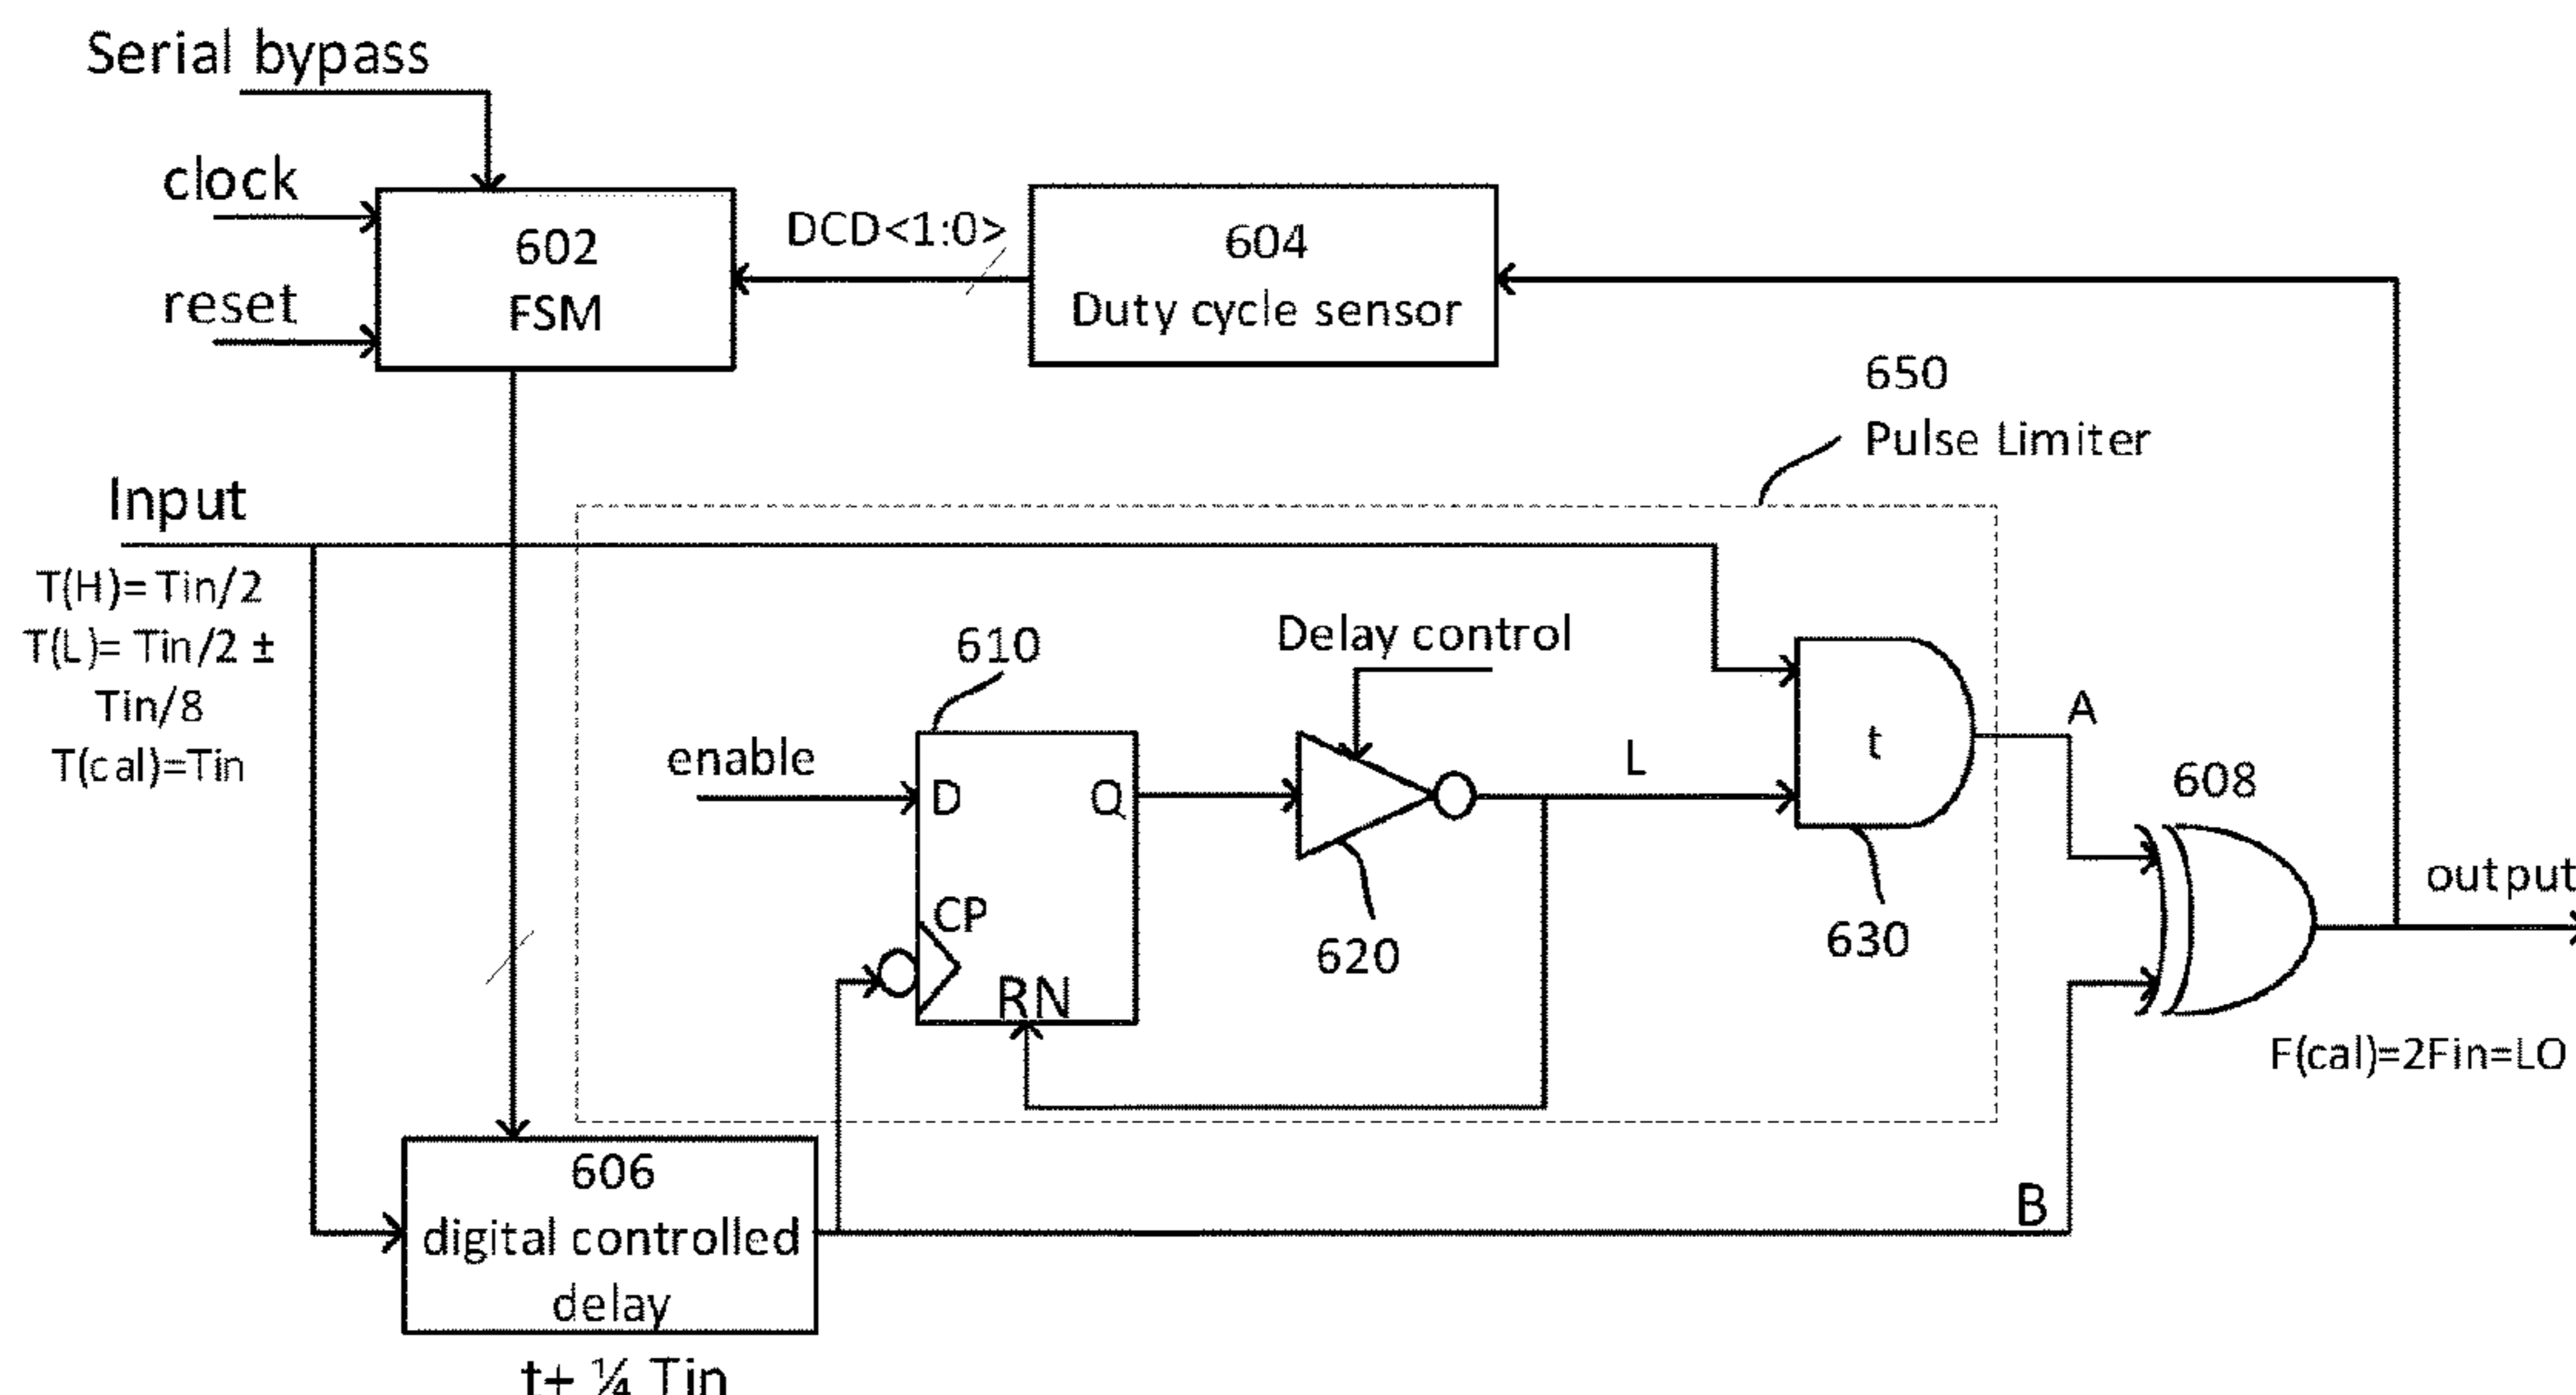 Serial bypass
clock
reset
602
FSM
DCD<1:0>
604
Duty cycle sensor
650
Pulse Limiter
Input
T(H)= Tin/2
T(L)= Tin/2 ±
Tin/8
T(cal)=Tin
610
enable
D
Q
CP
RN
Delay control
620
L
t
630
A
608
output
F(cal)=2Fin=LO
B
606
digital controlled
delay
t+ ¼ Tin